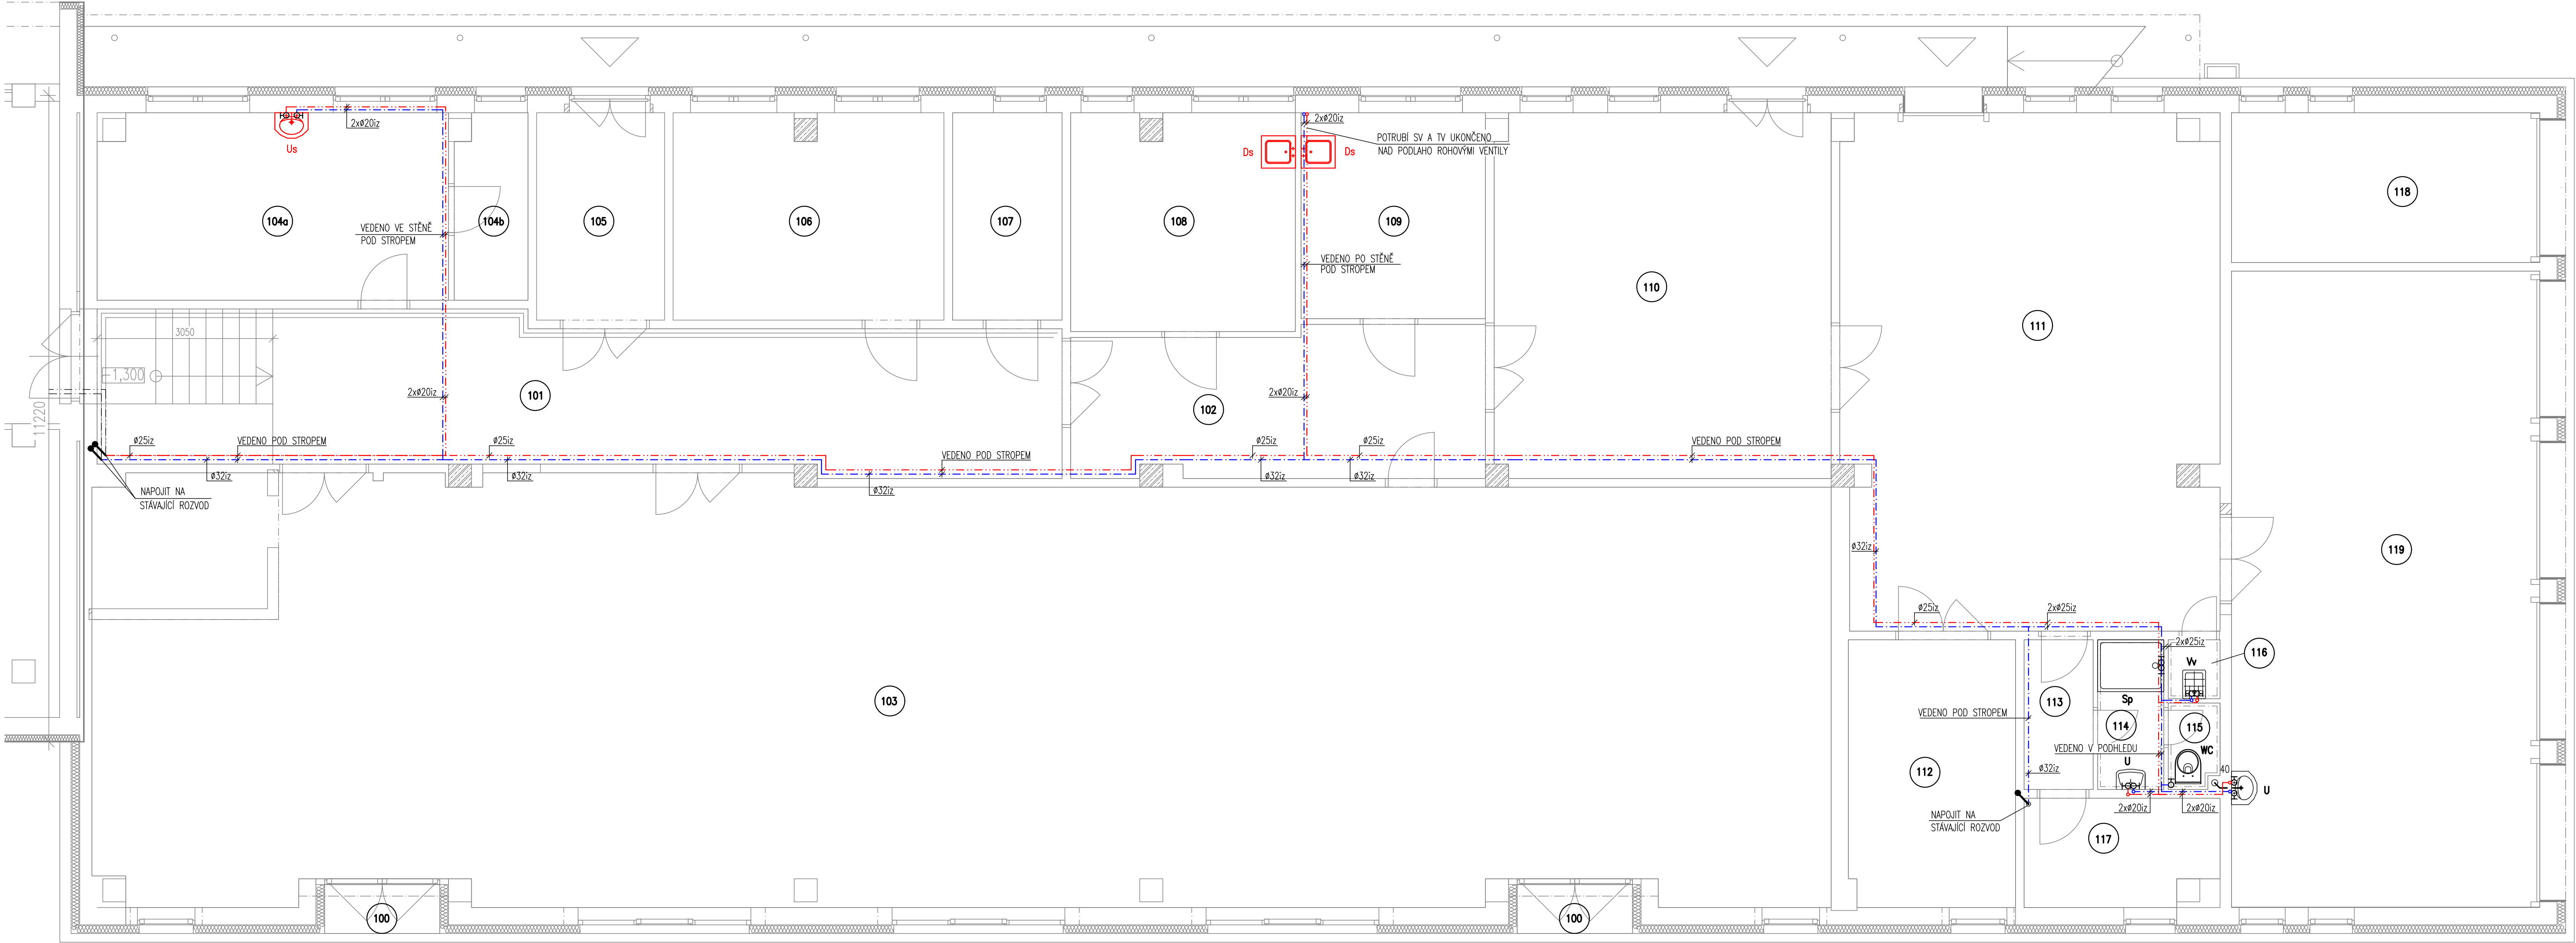 2xø20iz
Us
104a
104b
VEDENO VE STĚNĚ
POD STROPEM
105
106
107
108
Ds
2xø20iz
Ds
POTRUBÍ SV A TV UKONČENO
NAD PODLAHO ROHOVÝMI VENTILY
109
VEDENO PO STĚNĚ
POD STROPEM
110
111
118
3050
-1,300
11220
2xø20iz
101
102
2xø20iz
ø25iz
VEDENO POD STROPEM
ø25iz
VEDENO POD STROPEM
ø25iz
ø25iz
VEDENO POD STROPEM
ø32iz
ø32iz
ø32iz
ø32iz
ø32iz
NAPOJIT NA
STÁVAJÍCÍ ROZVOD
ø32iz
119
ø25iz
2xø25iz
2xø25iz
116
Vv
103
Sp
113
VEDENO POD STROPEM
114
115
VEDENO V PODHLEDU
WC
U
112
ø32iz
40
U
2xø20iz
2xø20iz
NAPOJIT NA
STÁVAJÍCÍ ROZVOD
117
100
100